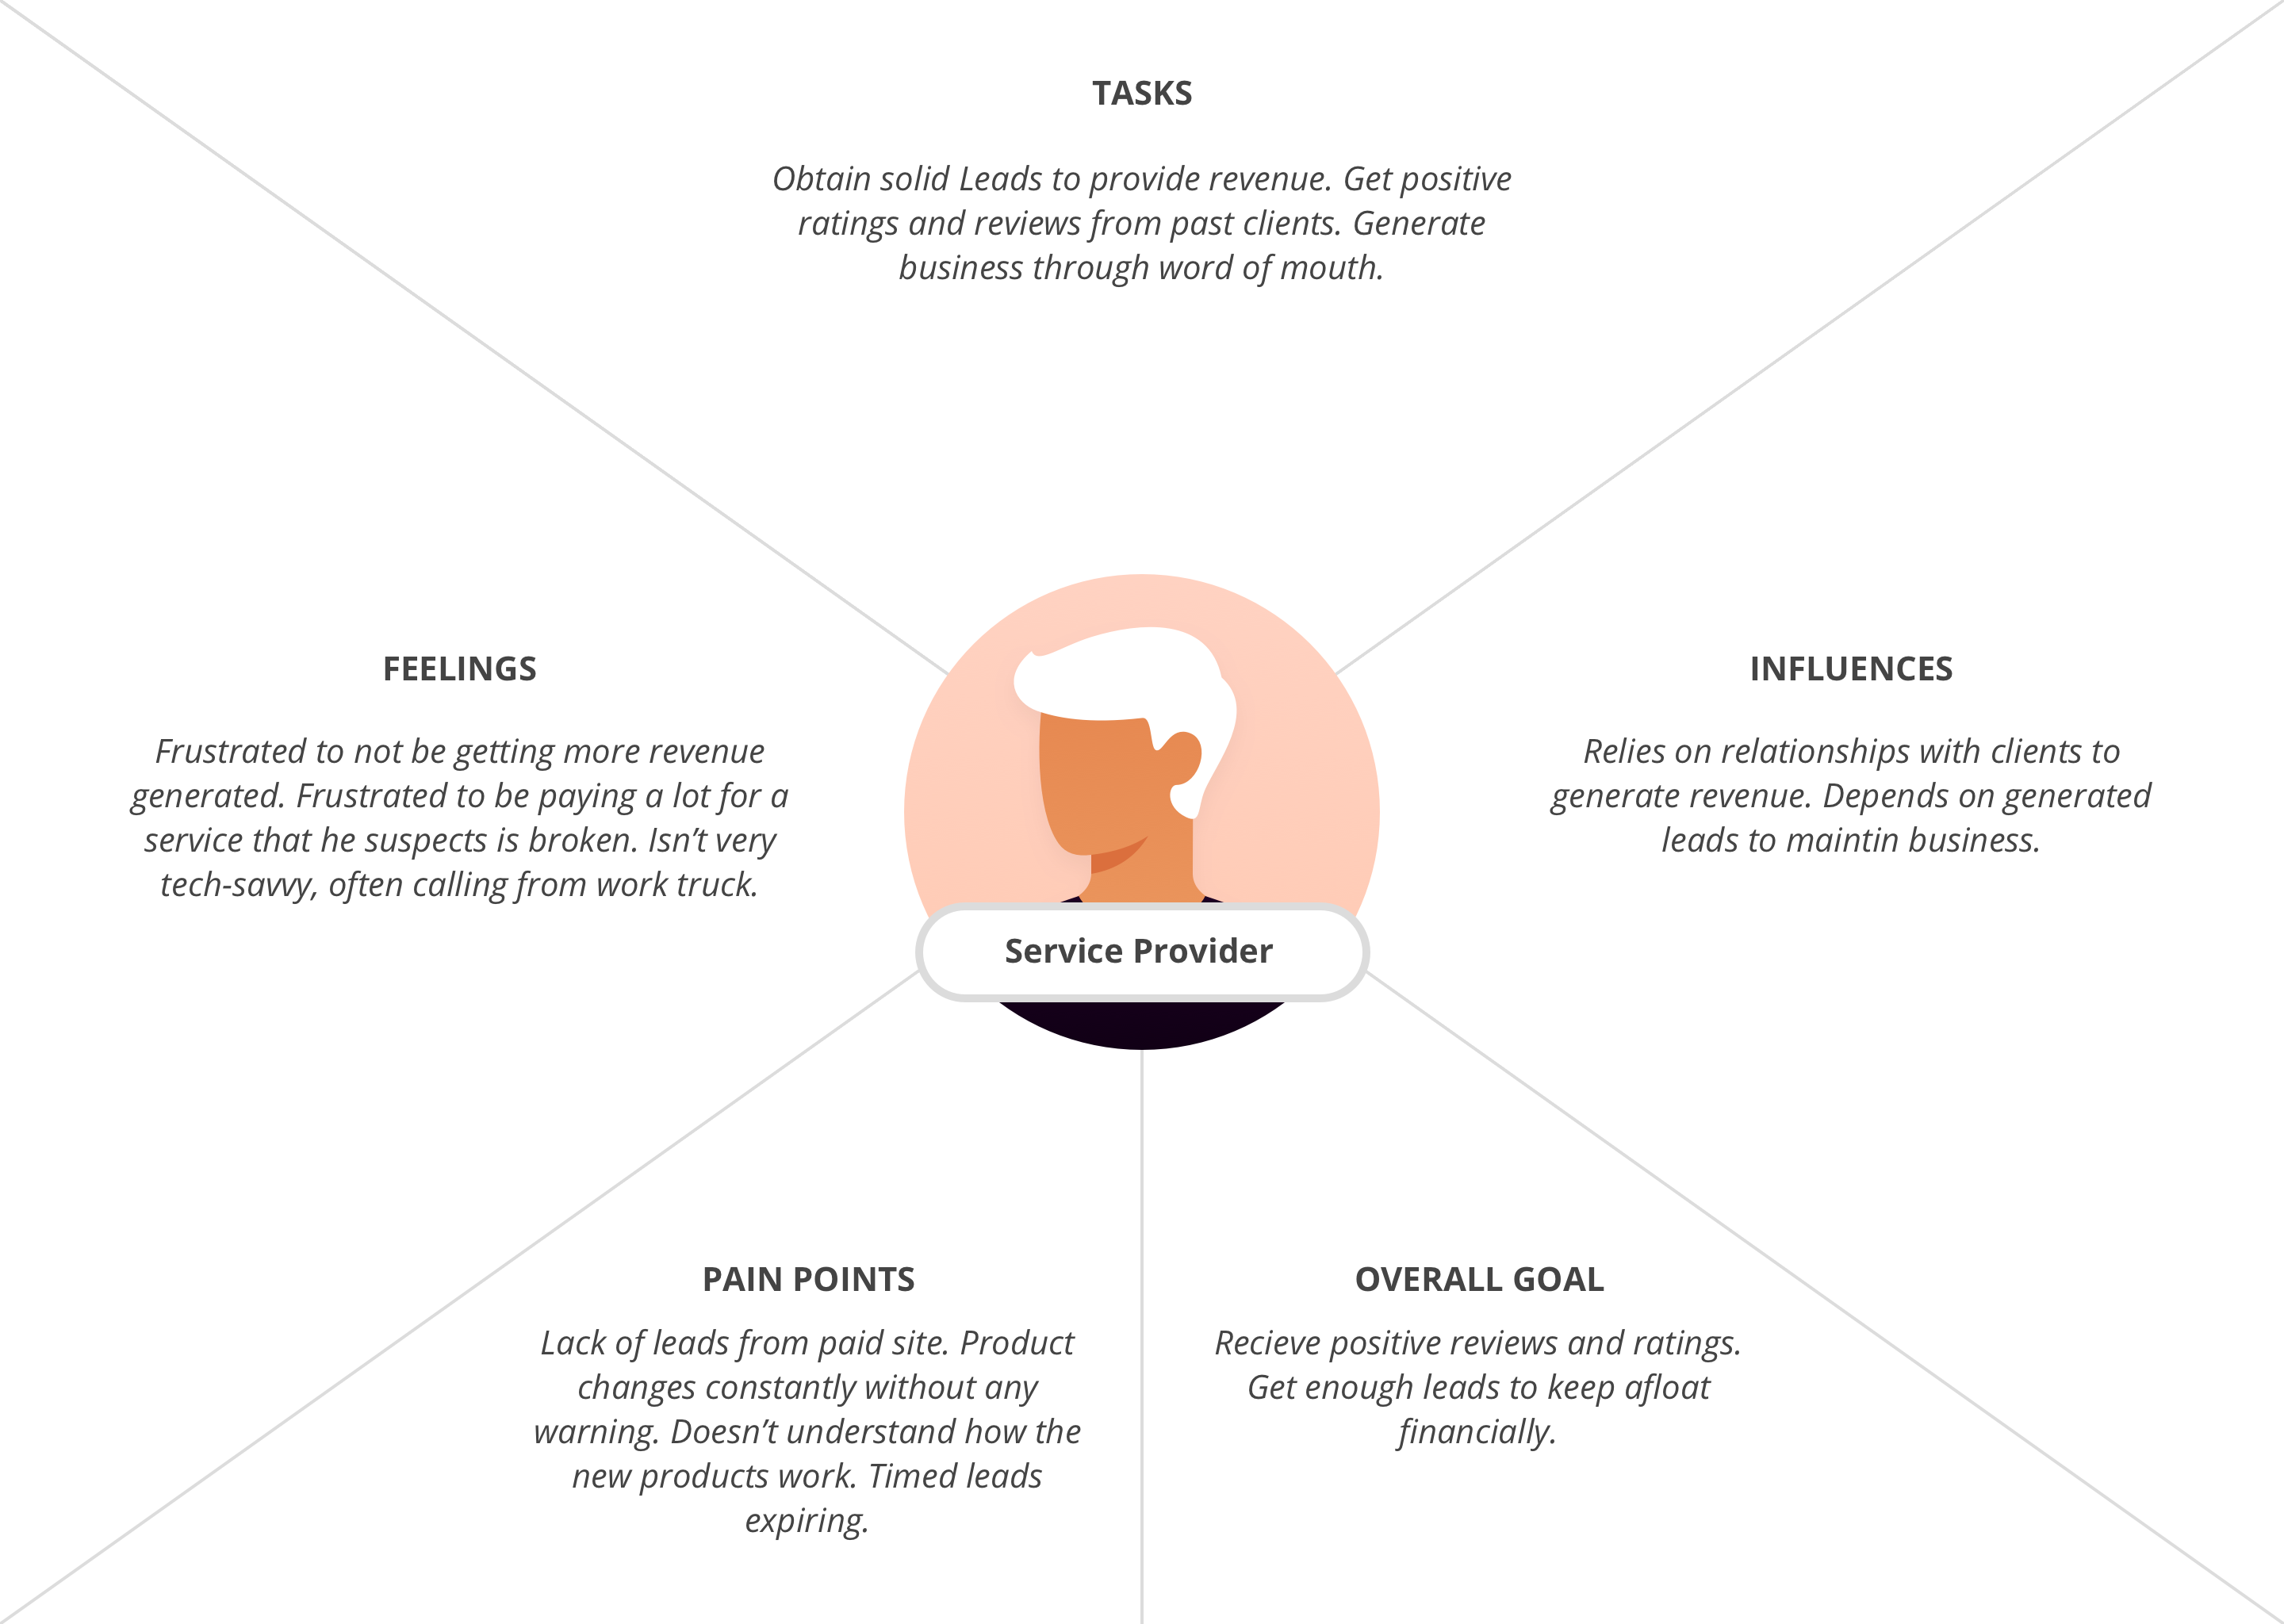 TASKS
Obtain solid Leads to provide revenue. Get positive
ratings and reviews from past clients. Generate
business through word of mouth.
FEELINGS
Frustrated to not be getting more revenue
generated. Frustrated to be paying a lot for a
service that he suspects is broken. Isn’t very
tech-savvy, often calling from work truck.
INFLUENCES
Relies on relationships with clients to
generate revenue. Depends on generated
leads to maintin business.
Service Provider
PAIN POINTS
Lack of leads from paid site. Product
changes constantly without any
warning. Doesn’t understand how the
new products work. Timed leads
expiring.
OVERALL GOAL
Recieve positive reviews and ratings.
Get enough leads to keep afloat
financially.